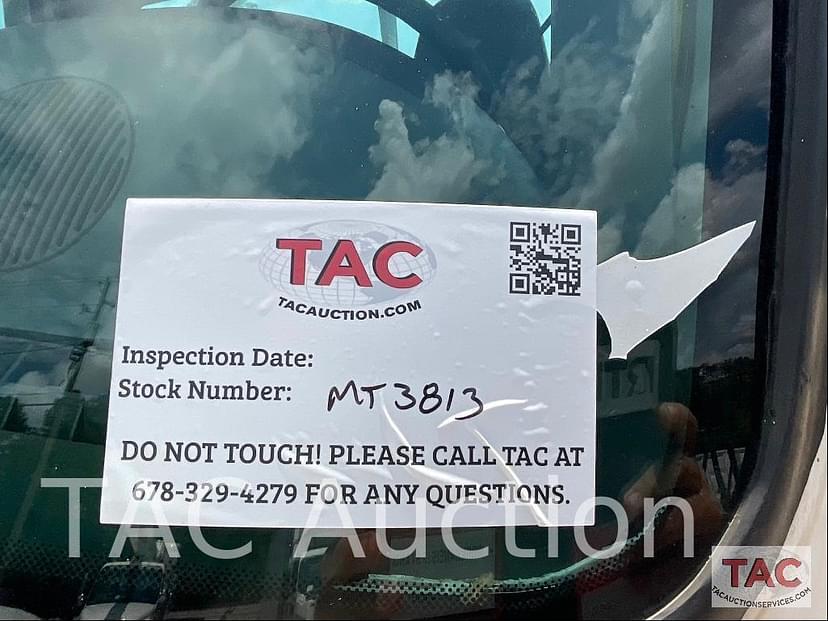 TAC
TACAUCTION.COM
Inspection Date:
Stock Number: MT3813
DO NOT TOUCH! PLEASE CALL TAC AT
678-329-4279 FOR ANY QUESTIONS.
TAC Auction
TAC
TACAUCTIONSERVICES.COM